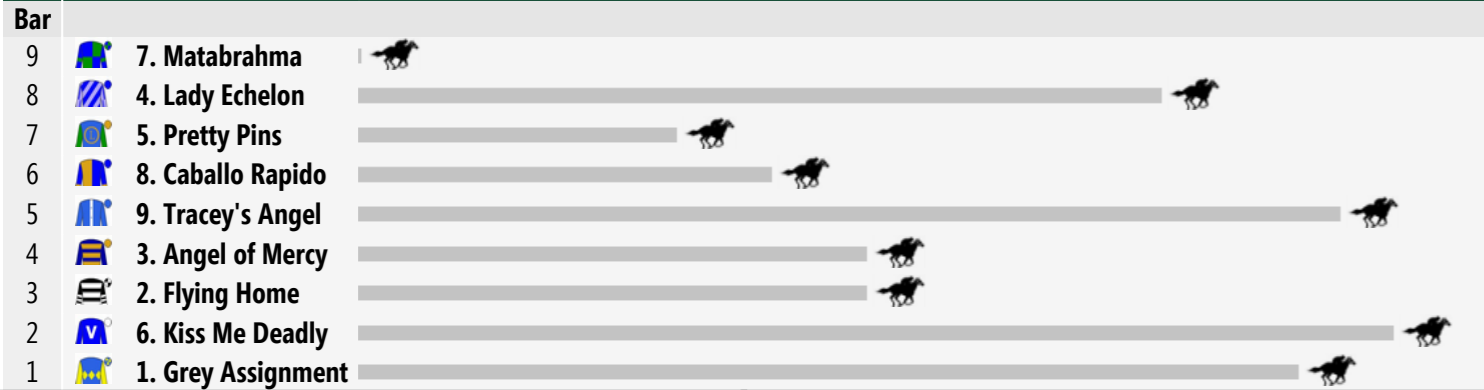 Bar
9 7. Matabrahma
8 4. Lady Echelon
7 5. Pretty Pins
6 8. Caballo Rapido
5 9. Tracey's Angel
4 3. Angel of Mercy
3 2. Flying Home
2 V 6. Kiss Me Deadly
1 1. Grey Assignment